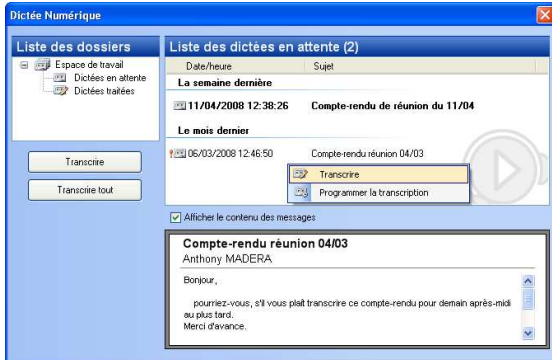 Dictée Numérique
Liste des dossiers
Espace de travail
Dictées en attente
Dictées traitées
Transcrire
Transcrire tout
Liste des dictées en attente (2)
Date/heure Sujet
La semaine dernière
11/04/2008 12:38:26 Compte-rendu de réunion du 11/04
Le mois dernier
06/03/2008 12:46:50 Compte-rendu réunion 04/03
Transcrire
Programmer la transcription
Afficher le contenu des messages
Compte-rendu réunion 04/03
Anthony MADERA
Bonjour,
pourriez-vous, s'il vous plaît transcrire ce compte-rendu pour demain après-midi
au plus tard.
Merci d'avance.